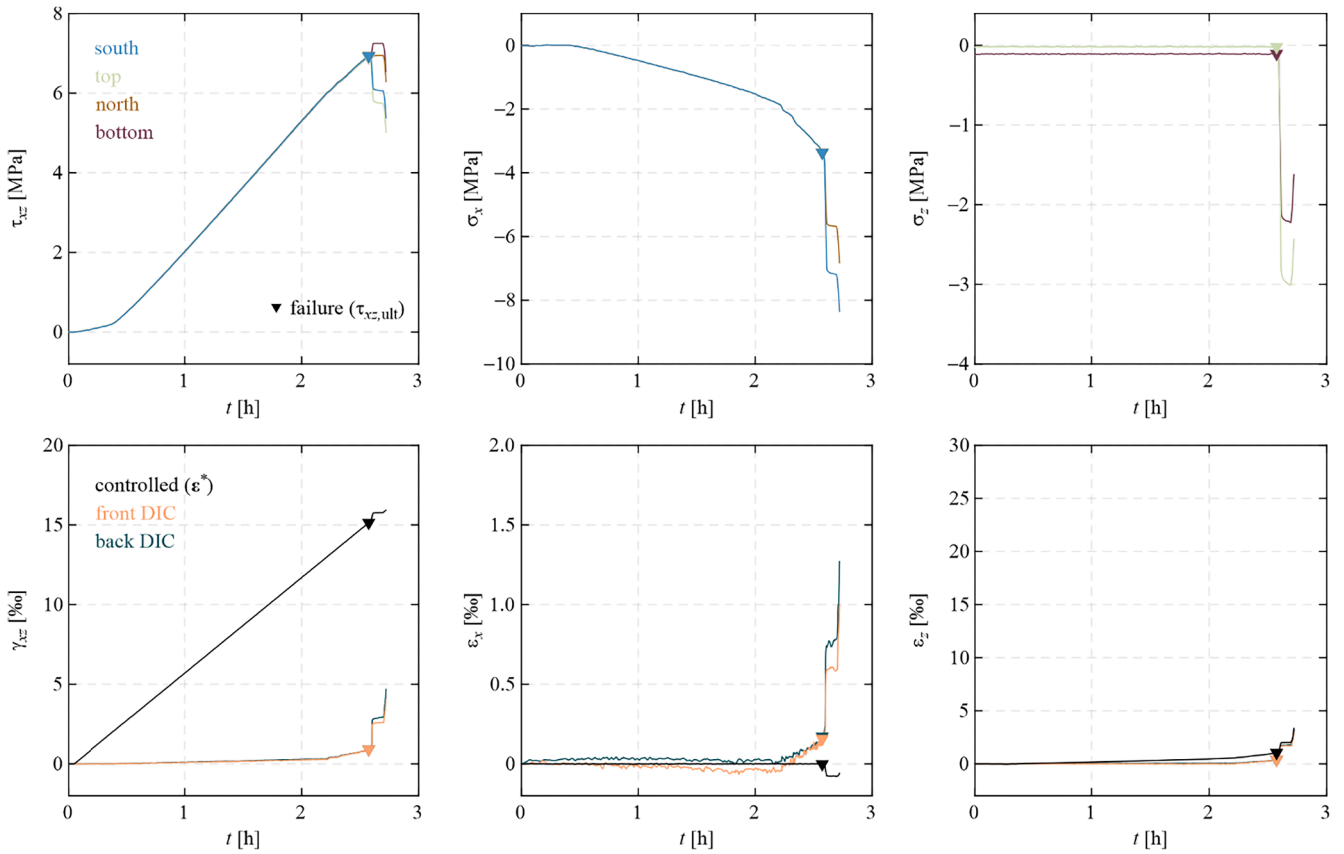 8
6
4
2
0
τxz [MPa]
south
top
north
bottom
▼ failure (τxz,ult)
0 1 2 3
t [h]
0
−2
−4
−6
−8
−10
σx [MPa]
0 1 2 3
t [h]
0
−1
−2
−3
−4
σz [MPa]
0 1 2 3
t [h]
20
15
10
5
0
γxz [‰]
controlled (ε*)
front DIC
back DIC
0 1 2 3
t [h]
2.0
1.5
1.0
0.5
0
εx [‰]
0 1 2 3
t [h]
30
25
20
15
10
5
0
εz [‰]
0 1 2 3
t [h]